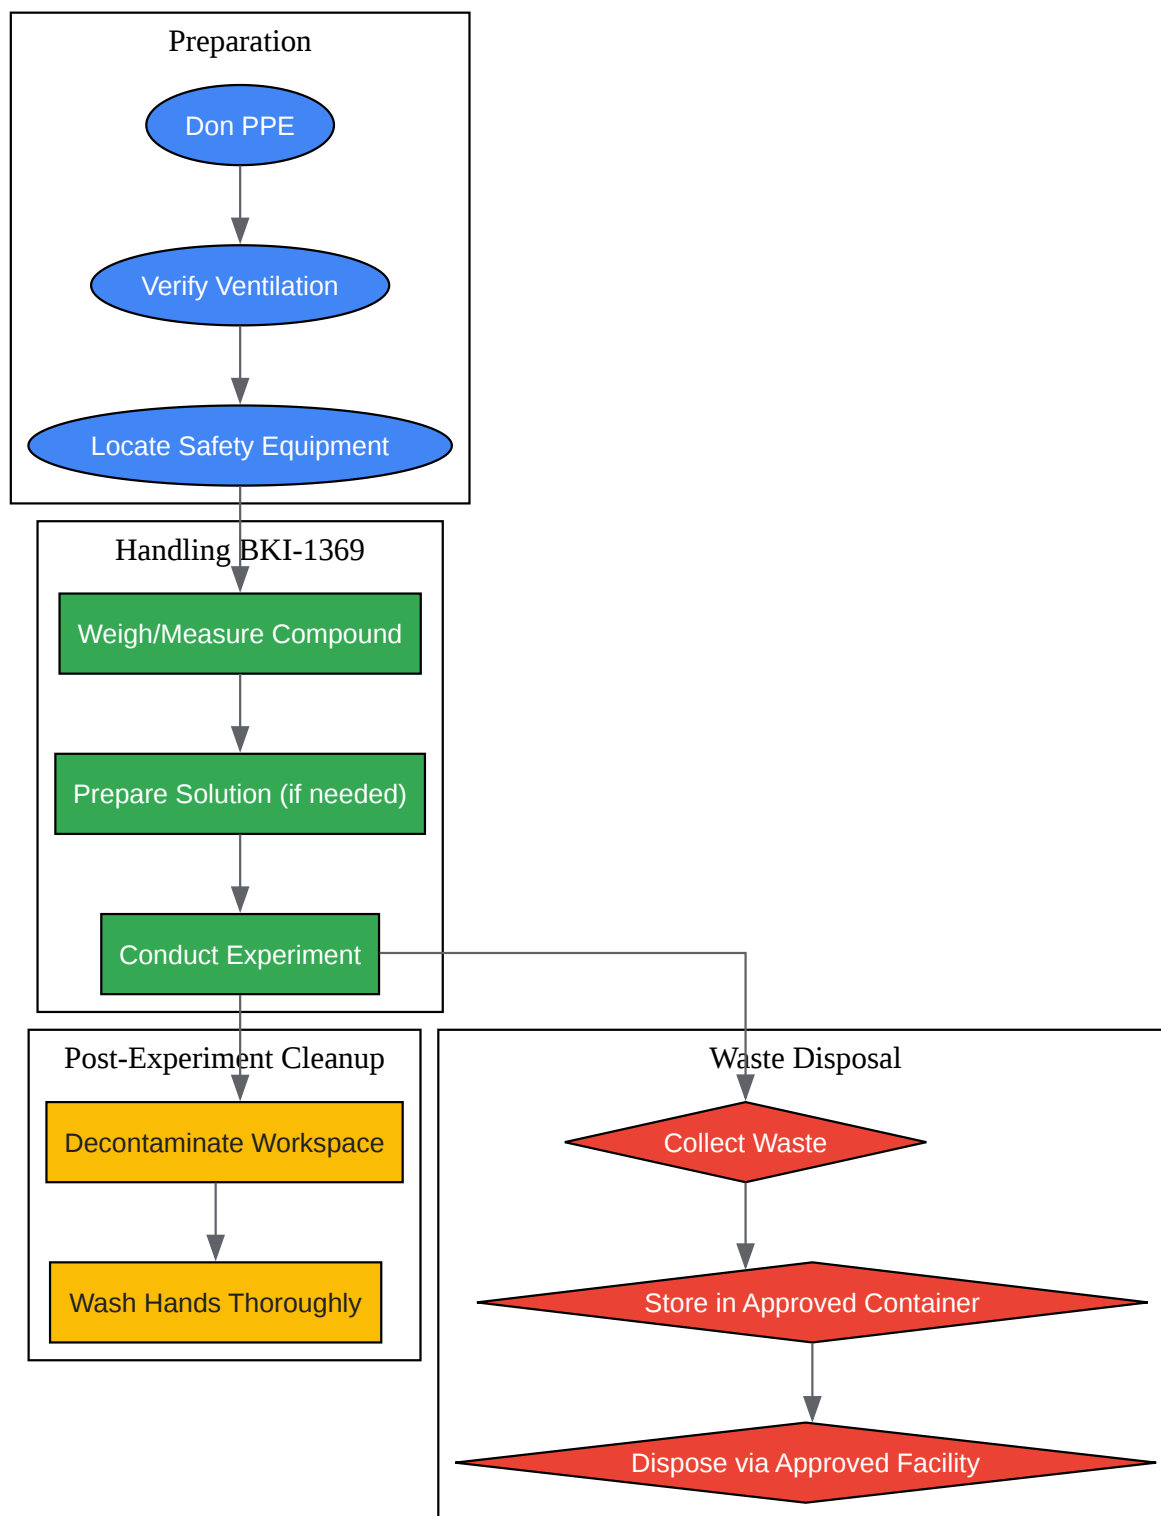 Preparation
Don PPE
Verify Ventilation
Locate Safety Equipment
Handling BKI-1369
Weigh/Measure Compound
Prepare Solution (if needed)
Conduct Experiment
Post-Experiment Cleanup
Decontaminate Workspace
Wash Hands Thoroughly
Waste Disposal
Collect Waste
Store in Approved Container
Dispose via Approved Facility